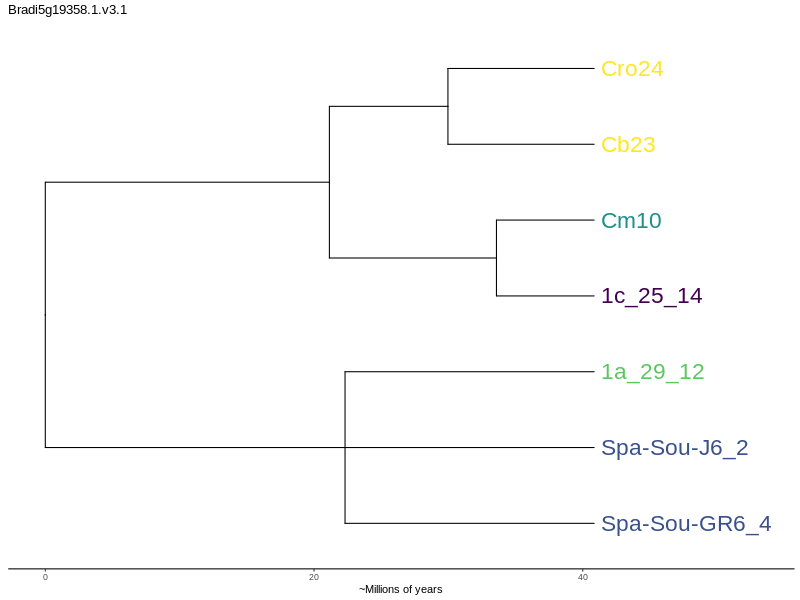 Bradi5g19358.1.v3.1
Cro24
Cb23
Cm10
1c_25_14
1a_29_12
Spa-Sou-J6_2
Spa-Sou-GR6_4
0 20 40
~Millions of years